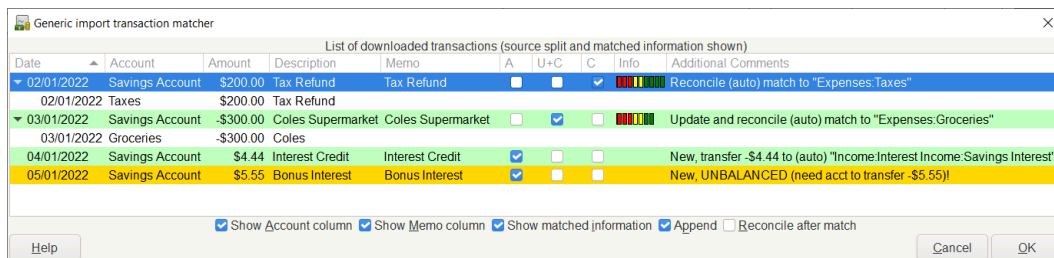 Generic import transaction matcher
List of downloaded transactions (source split and matched information shown)
Date Account Amount Description Memo A U+C C Info Additional Comments
02/01/2022 Savings Account $200.00 Tax Refund Tax Refund Reconcile (auto) match to "Expenses:Taxes"
02/01/2022 Taxes $200.00 Tax Refund
03/01/2022 Savings Account -$300.00 Coles Supermarket Coles Supermarket Update and reconcile (auto) match to "Expenses:Groceries"
03/01/2022 Groceries -$300.00 Coles
04/01/2022 Savings Account $4.44 Interest Credit Interest Credit New, transfer -$4.44 to (auto) "Income:Interest Income:Savings Interest"
05/01/2022 Savings Account $5.55 Bonus Interest Bonus Interest New, UNBALANCED (need acct to transfer -$5.55)!
Show Account column Show Memo column Show matched information Append Reconcile after match
Help Cancel OK